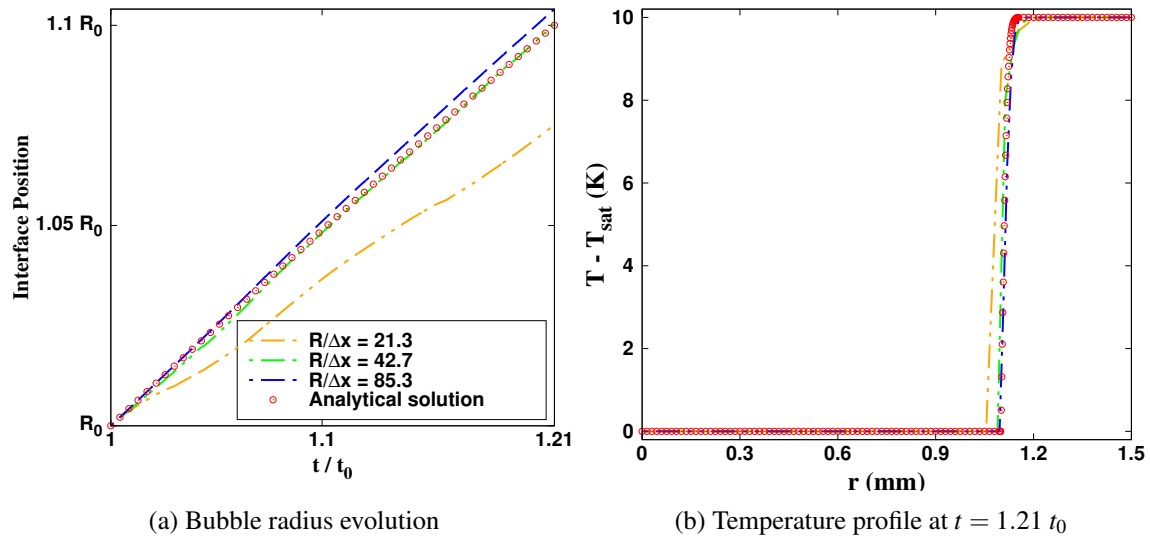 1.1 R₀
1.05 R₀
R₀
Interface Position
R/Δx = 21.3
R/Δx = 42.7
R/Δx = 85.3
Analytical solution
1 1.1 1.21
t / t₀
(a) Bubble radius evolution
10
8
6
4
2
0
T - Tsat (K)
0 0.3 0.6 0.9 1.2 1.5
r (mm)
(b) Temperature profile at t = 1.21 t₀